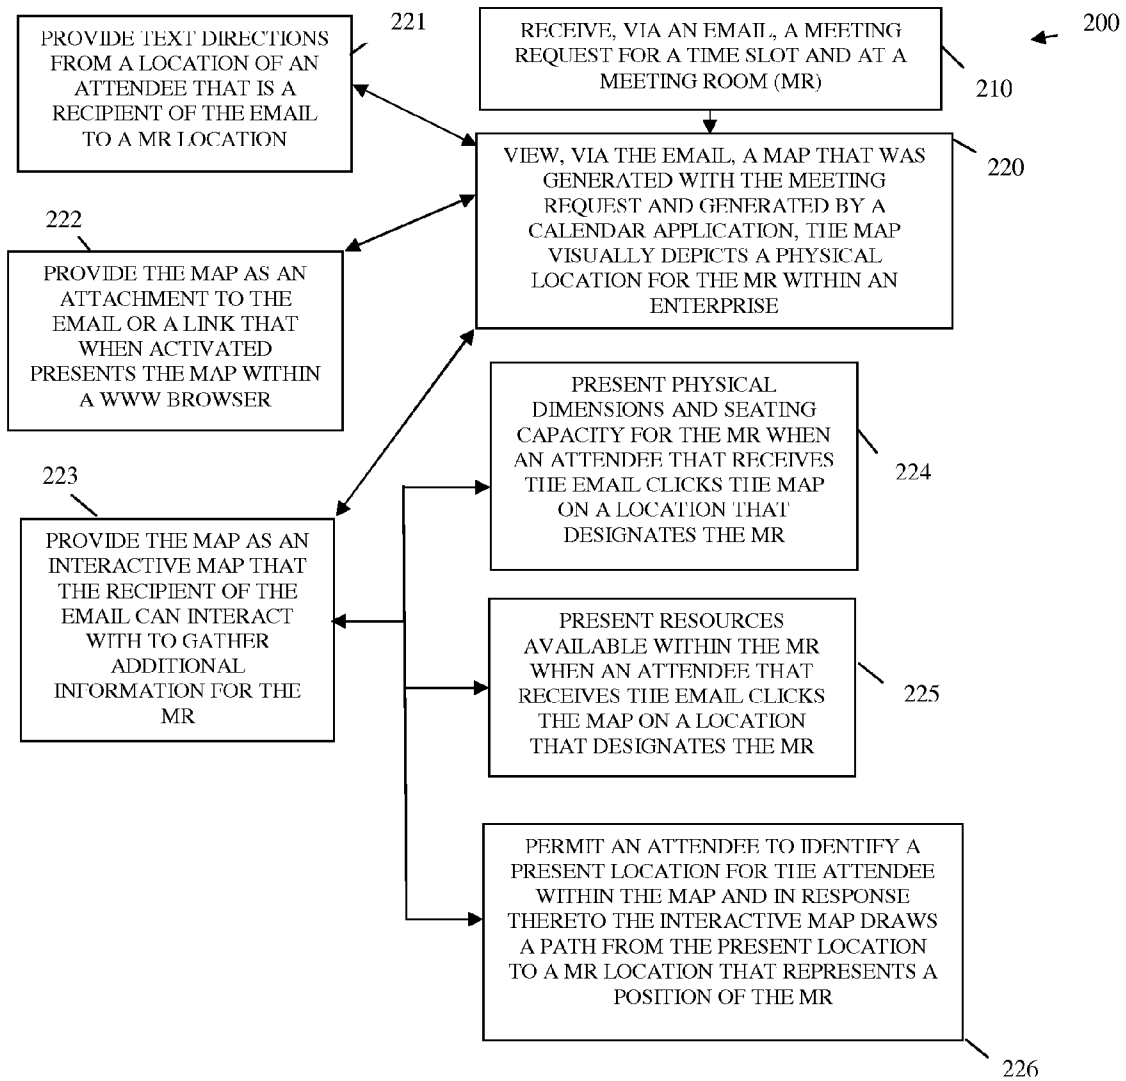 200
RECEIVE, VIA AN EMAIL, A MEETING
REQUEST FOR A TIME SLOT AND AT A
MEETING ROOM (MR)
210
VIEW, VIA THE EMAIL, A MAP THAT WAS
GENERATED WITH THE MEETING
REQUEST AND GENERATED BY A
CALENDAR APPLICATION, THE MAP
VISUALLY DEPICTS A PHYSICAL
LOCATION FOR THE MR WITHIN AN
ENTERPRISE
220
221
PROVIDE TEXT DIRECTIONS
FROM A LOCATION OF AN
ATTENDEE THAT IS A
RECIPIENT OF THE EMAIL
TO A MR LOCATION
222
PROVIDE THE MAP AS AN
ATTACHMENT TO THE
EMAIL OR A LINK THAT
WHEN ACTIVATED
PRESENTS THE MAP WITHIN
A WWW BROWSER
223
PROVIDE THE MAP AS AN
INTERACTIVE MAP THAT
THE RECIPIENT OF THE
EMAIL CAN INTERACT
WITH TO GATHER
ADDITIONAL
INFORMATION FOR THE
MR
PRESENT PHYSICAL
DIMENSIONS AND SEATING
CAPACITY FOR THE MR WHEN
AN ATTENDEE THAT RECEIVES
THE EMAIL CLICKS THE MAP
ON A LOCATION THAT
DESIGNATES THE MR
224
PRESENT RESOURCES
AVAILABLE WITHIN THE MR
WHEN AN ATTENDEE THAT
RECEIVES THE EMAIL CLICKS
THE MAP ON A LOCATION
THAT DESIGNATES THE MR
225
PERMIT AN ATTENDEE TO IDENTIFY A
PRESENT LOCATION FOR THE ATTENDEE
WITHIN THE MAP AND IN RESPONSE
THERETO THE INTERACTIVE MAP DRAWS
A PATH FROM THE PRESENT LOCATION
TO A MR LOCATION THAT REPRESENTS A
POSITION OF THE MR
226